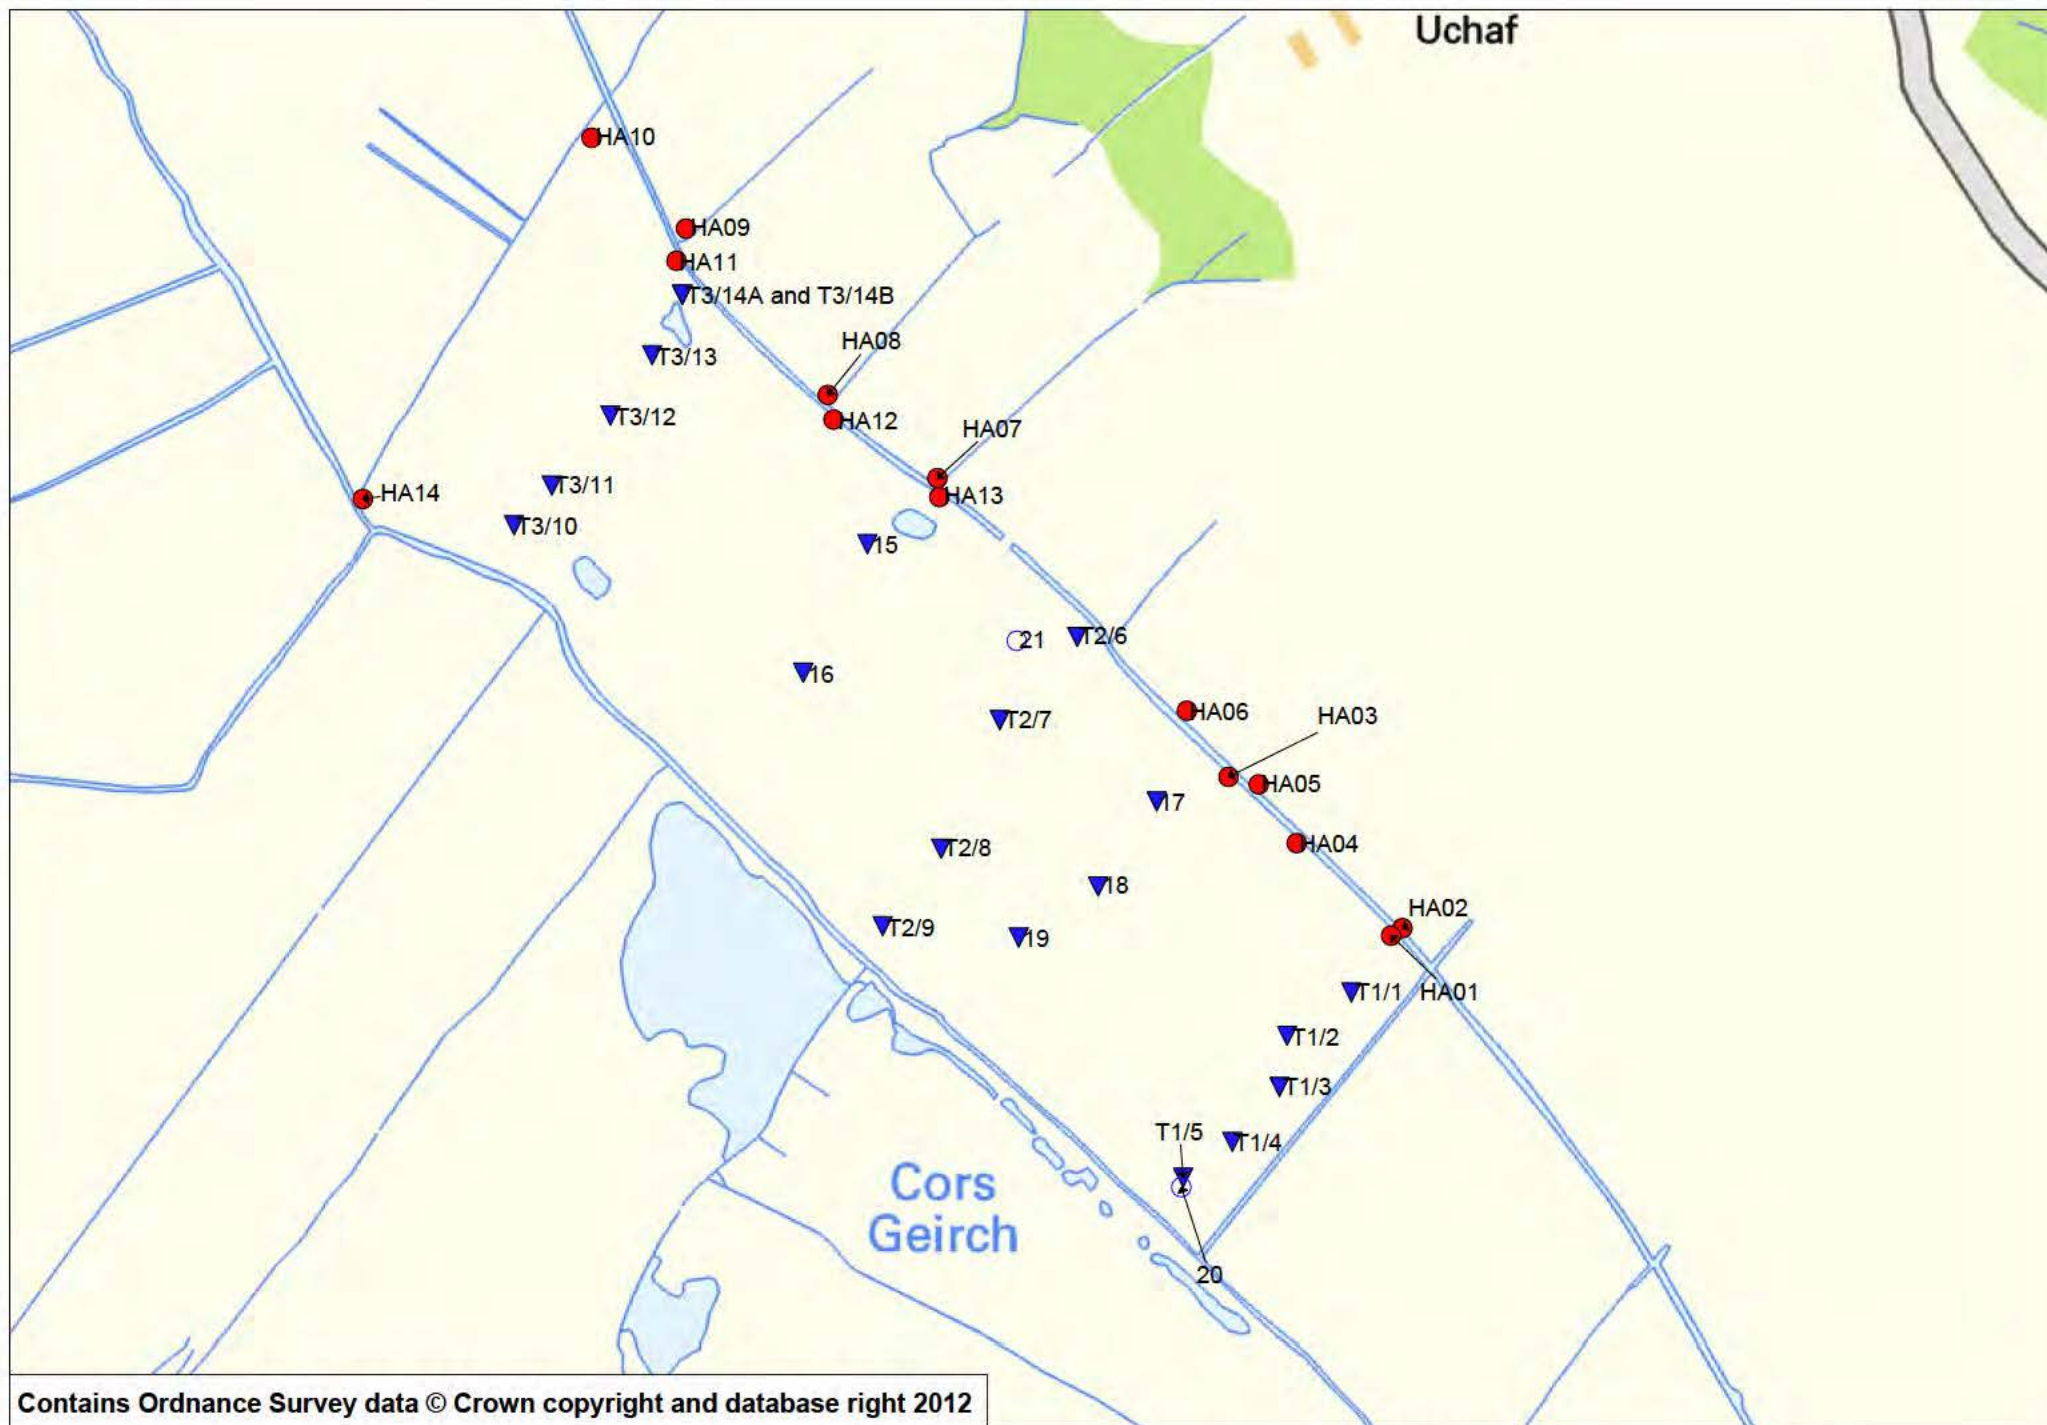 Uchaf
HA10
HA09
HA11
T3/14A and T3/14B
HA08
T3/13
T3/12
HA12
HA07
T3/11
HA14
HA13
T3/10
15
21
T2/6
16
HA06
T2/7
HA03
HA05
17
HA04
T2/8
18
HA02
T2/9
19
T1/1
HA01
T1/2
T1/3
T1/5
T1/4
Cors
Geirch
20
Contains Ordnance Survey data © Crown copyright and database right 2012